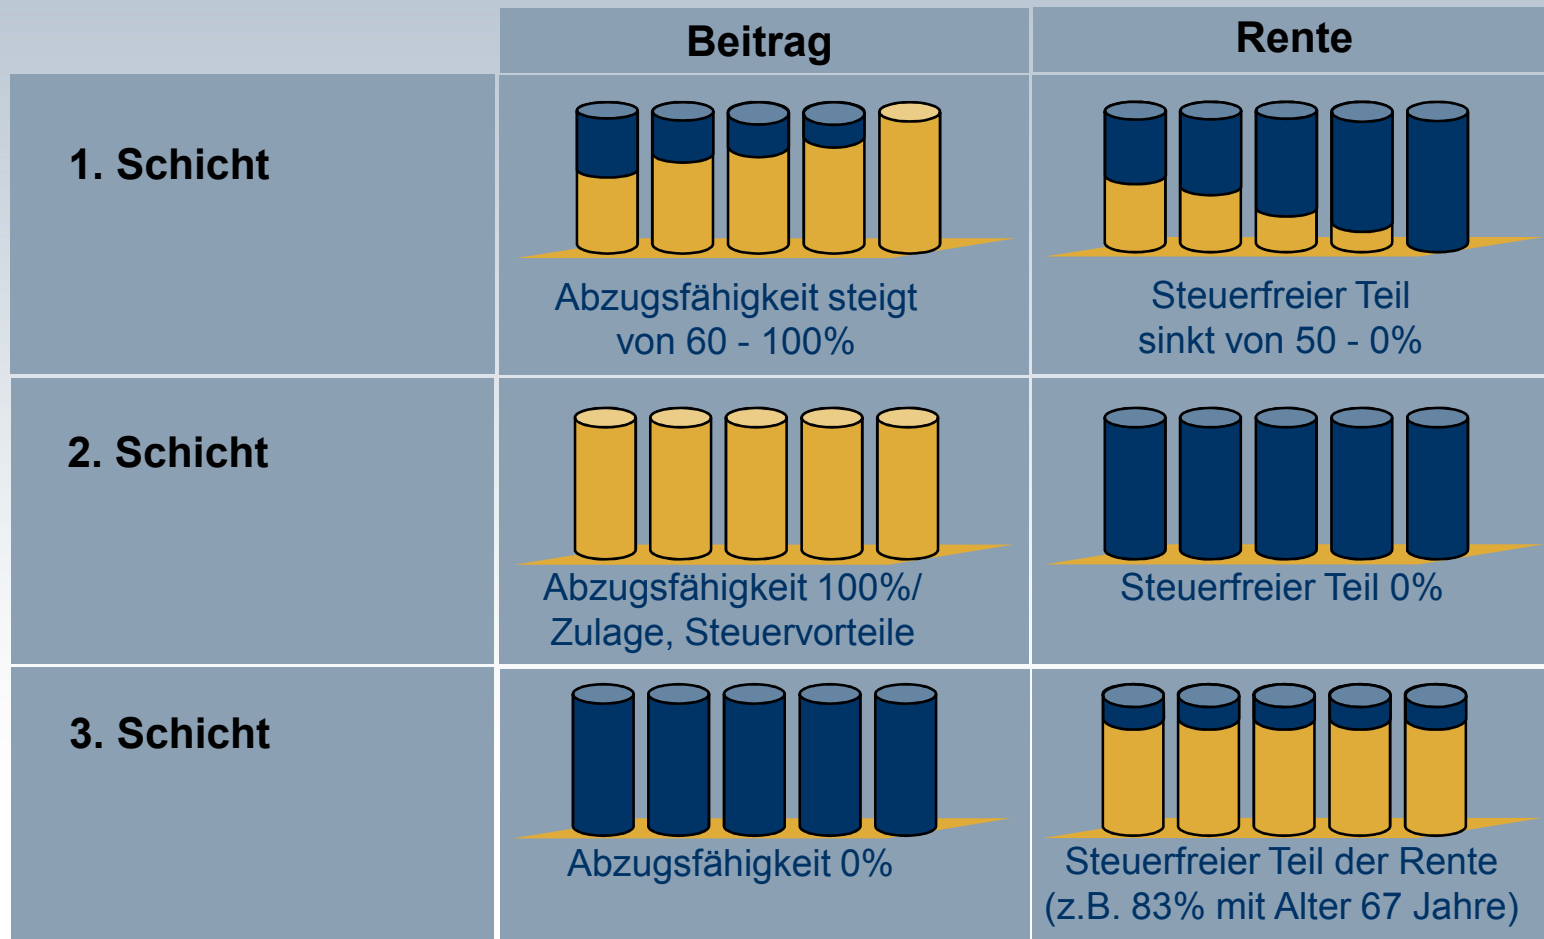 Beitrag
Rente
1. Schicht
Abzugsfähigkeit steigt
von 60 - 100%
Steuerfreier Teil
sinkt von 50 - 0%
2. Schicht
Abzugsfähigkeit 100%/
Zulage, Steuervorteile
Steuerfreier Teil 0%
3. Schicht
Abzugsfähigkeit 0%
Steuerfreier Teil der Rente
(z.B. 83% mit Alter 67 Jahre)